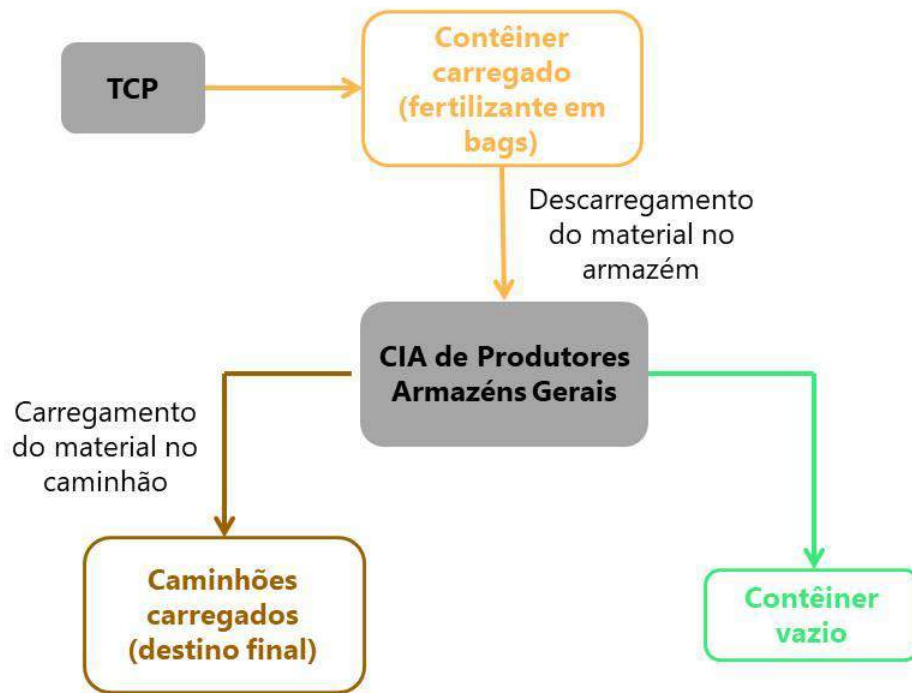 TCP
Contêiner
carregado
(fertilizante em
bags)
Descarregamento
do material no
armazém
CIA de Produtores
Armazéns Gerais
Carregamento
do material no
caminhão
Caminhões
carregados
(destino final)
Contêiner
vazio